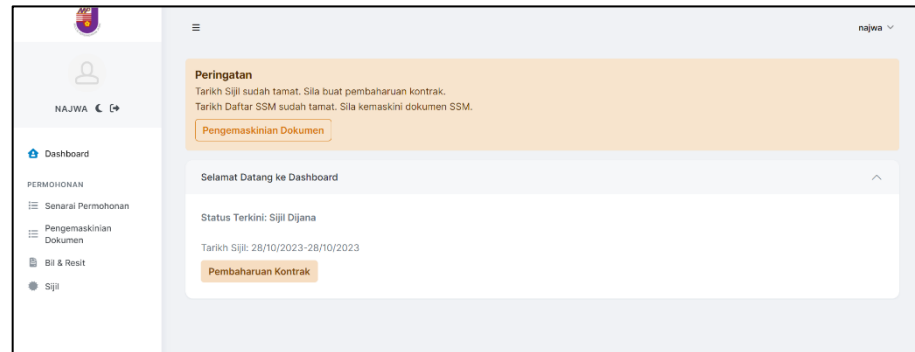 MP
najwa
NAJWA
Dashboard
PERMOHONAN
Senarai Permohonan
Pengemaskinian
Dokumen
Bil & Resit
Sijil
Peringatan
Tarikh Sijil sudah tamat. Sila buat pembaharuan kontrak.
Tarikh Daftar SSM sudah tamat. Sila kemaskini dokumen SSM.
Pengemaskinian Dokumen
Selamat Datang ke Dashboard
Status Terkini: Sijil Dijana
Tarikh Sijil: 28/10/2023-28/10/2023
Pembaharuan Kontrak